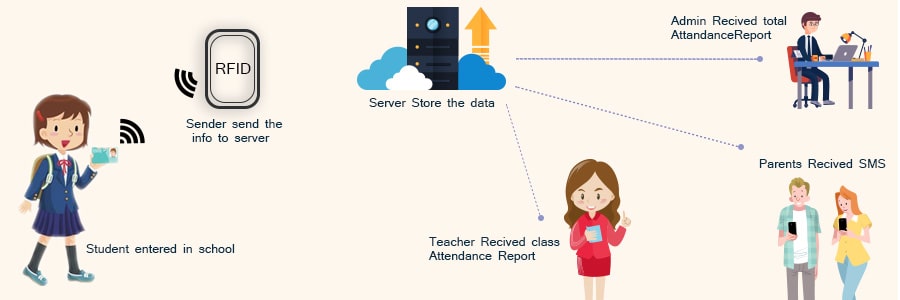 RFID
Sender send the
info to server
Student entered in school
Server Store the data
Admin Recived total
AttandanceReport
Parents Recived SMS
Teacher Recived class
Attendance Report